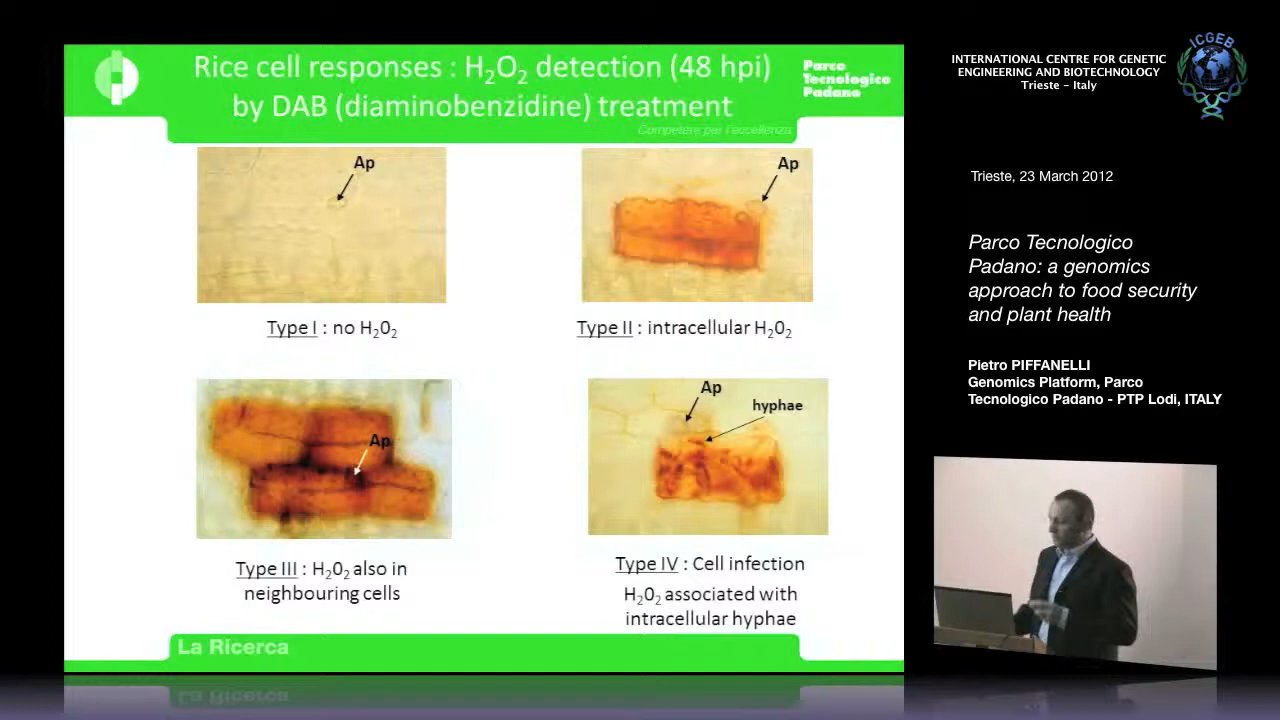 Rice cell responses : H₂O₂ detection (48 hpi)
by DAB (diaminobenzidine) treatment
Parco
Tecnologico
Padano
Competere per l'eccellenza
Ap
Ap
Type I : no H₂0₂
Type II : intracellular H₂0₂
Ap
Ap
hyphae
Type III : H₂0₂ also in
neighbouring cells
Type IV : Cell infection
H₂0₂ associated with
intracellular hyphae
La Ricerca
INTERNATIONAL CENTRE FOR GENETIC
ENGINEERING AND BIOTECHNOLOGY
Trieste - Italy
ICGEB
Trieste, 23 March 2012
Parco Tecnologico
Padano: a genomics
approach to food security
and plant health
Pietro PIFFANELLI
Genomics Platform, Parco
Tecnologico Padano - PTP Lodi, ITALY